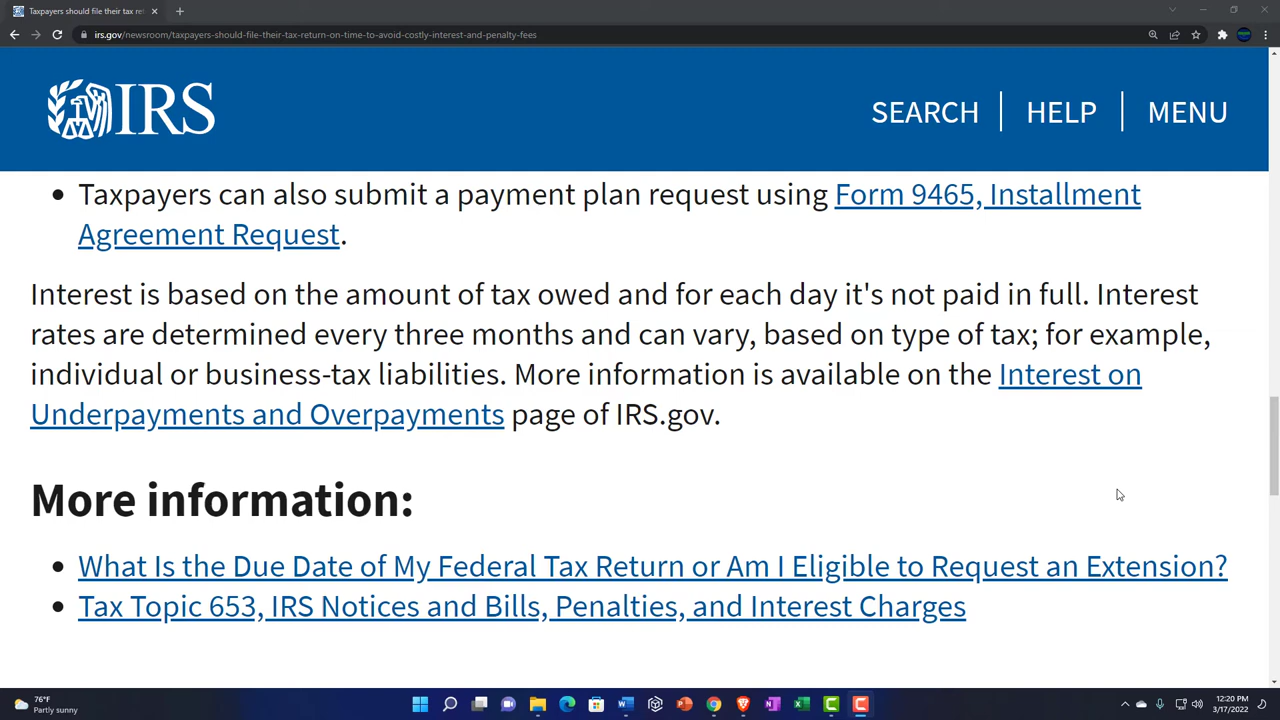 Taxpayers should file their tax ret
irs.gov/newsroom/taxpayers-should-file-their-tax-return-on-time-to-avoid-costly-interest-and-penalty-fees
IRS
SEARCH
HELP
MENU
• Taxpayers can also submit a payment plan request using Form 9465, Installment
Agreement Request.
Interest is based on the amount of tax owed and for each day it's not paid in full. Interest
rates are determined every three months and can vary, based on type of tax; for example,
individual or business-tax liabilities. More information is available on the Interest on
Underpayments and Overpayments page of IRS.gov.
More information:
• What Is the Due Date of My Federal Tax Return or Am I Eligible to Request an Extension?
• Tax Topic 653, IRS Notices and Bills, Penalties, and Interest Charges
76°F
Partly sunny
12:20 PM
3/17/2022